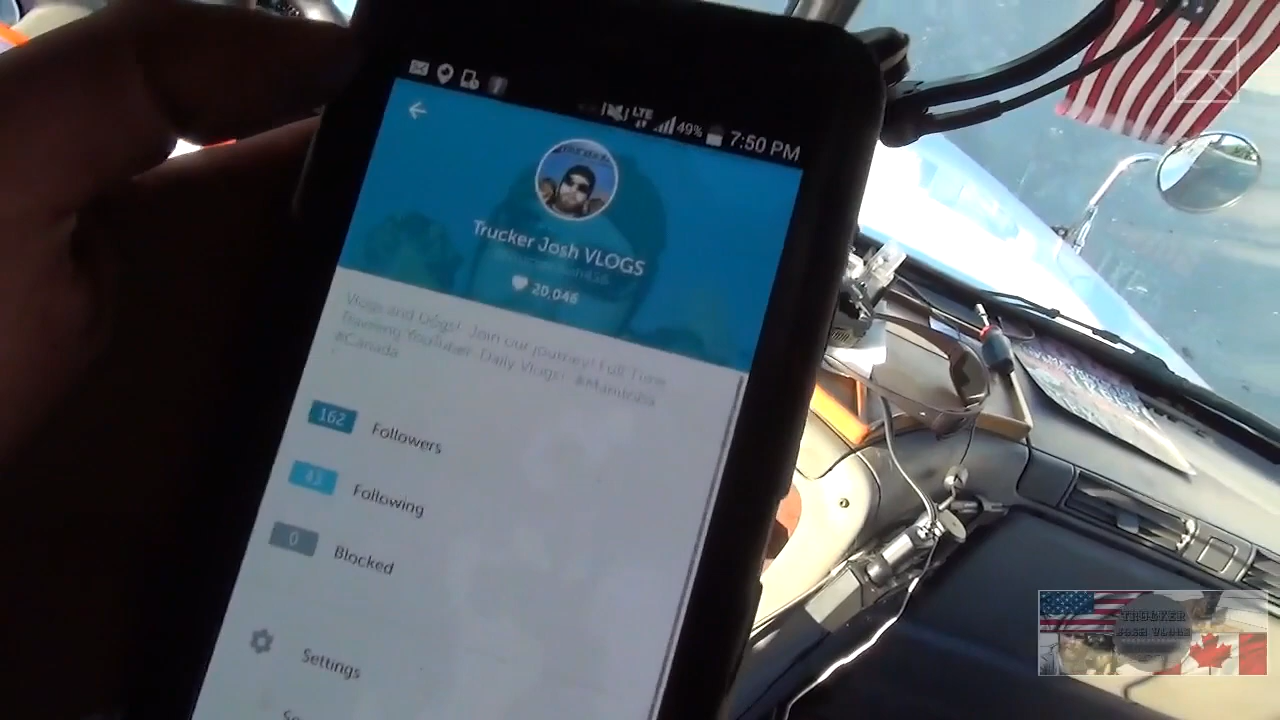 LTE 49% 7:50 PM
Trucker Josh VLOGS
20,046
Vlogs and Dogs! Join our journey! Full Time
Traveling YouTuber. Daily Vlogs! #Manitoba
#Canada
162 Followers
43 Following
0 Blocked
Settings
TRUCKER
JOSH VLOGS